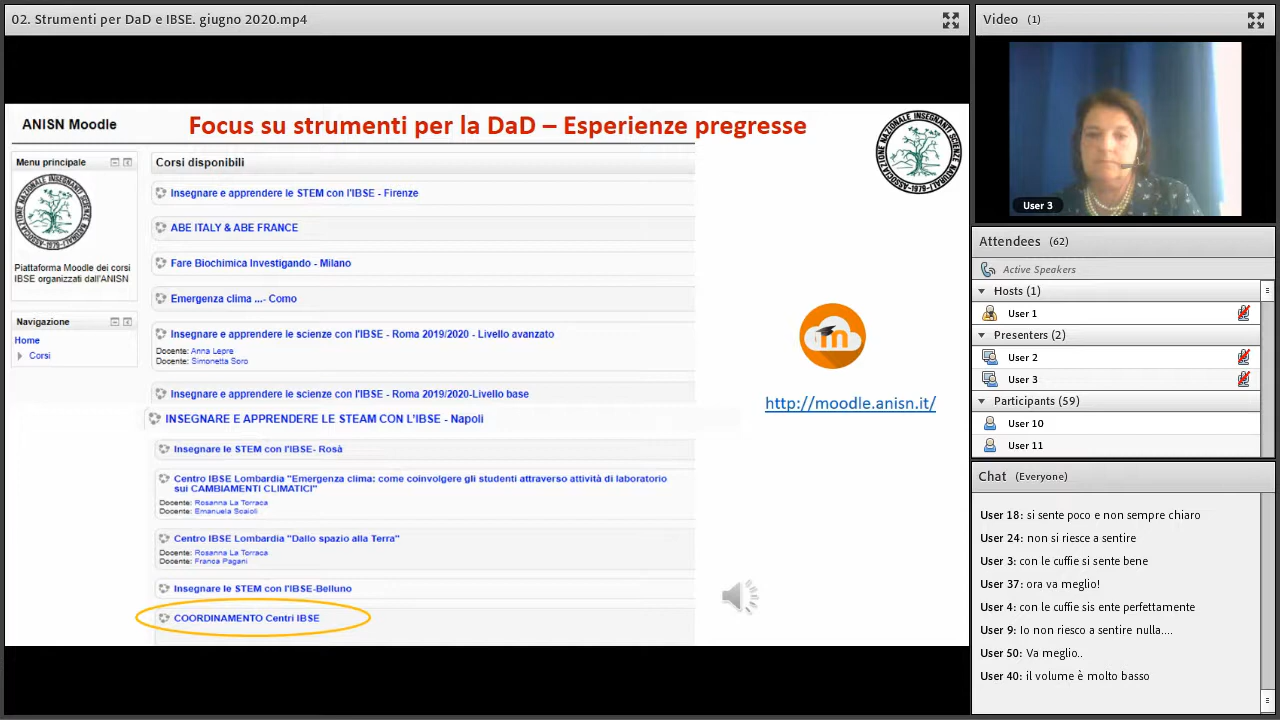 02. Strumenti per DaD e IBSE. giugno 2020.mp4
ANISN Moodle
Focus su strumenti per la DaD – Esperienze pregresse
ASSOCIAZIONE NAZIONALE INSEGNANTI SCIENZE NATURALI
-1979-
Menu principale
Piattaforma Moodle dei corsi
IBSE organizzati dall'ANISN
Navigazione
Home
Corsi
Corsi disponibili
Insegnare e apprendere le STEM con l'IBSE - Firenze
ABE ITALY & ABE FRANCE
Fare Biochimica Investigando - Milano
Emergenza clima ...- Como
Insegnare e apprendere le scienze con l'IBSE - Roma 2019/2020 - Livello avanzato
Docente: Anna Lepre
Docente: Simonetta Soro
Insegnare e apprendere le scienze con l'IBSE - Roma 2019/2020-Livello base
INSEGNARE E APPRENDERE LE STEAM CON L'IBSE - Napoli
Insegnare le STEM con l'IBSE- Rosà
Centro IBSE Lombardia "Emergenza clima: come coinvolgere gli studenti attraverso attività di laboratorio
sui CAMBIAMENTI CLIMATICI"
Docente: Rosanna La Torraca
Docente: Emanuela Scaioli
Centro IBSE Lombardia "Dallo spazio alla Terra"
Docente: Rosanna La Torraca
Docente: Franca Pagani
Insegnare le STEM con l'IBSE-Belluno
COORDINAMENTO Centri IBSE
m
http://moodle.anisn.it/
Video (1)
User 3
Attendees (62)
Active Speakers
Hosts (1)
User 1
Presenters (2)
User 2
User 3
Participants (59)
User 10
User 11
Chat (Everyone)
User 18: si sente poco e non sempre chiaro
User 24: non si riesce a sentire
User 3: con le cuffie si sente bene
User 37: ora va meglio!
User 4: con le cuffie sis ente perfettamente
User 9: Io non riesco a sentire nulla....
User 50: Va meglio..
User 40: il volume è molto basso